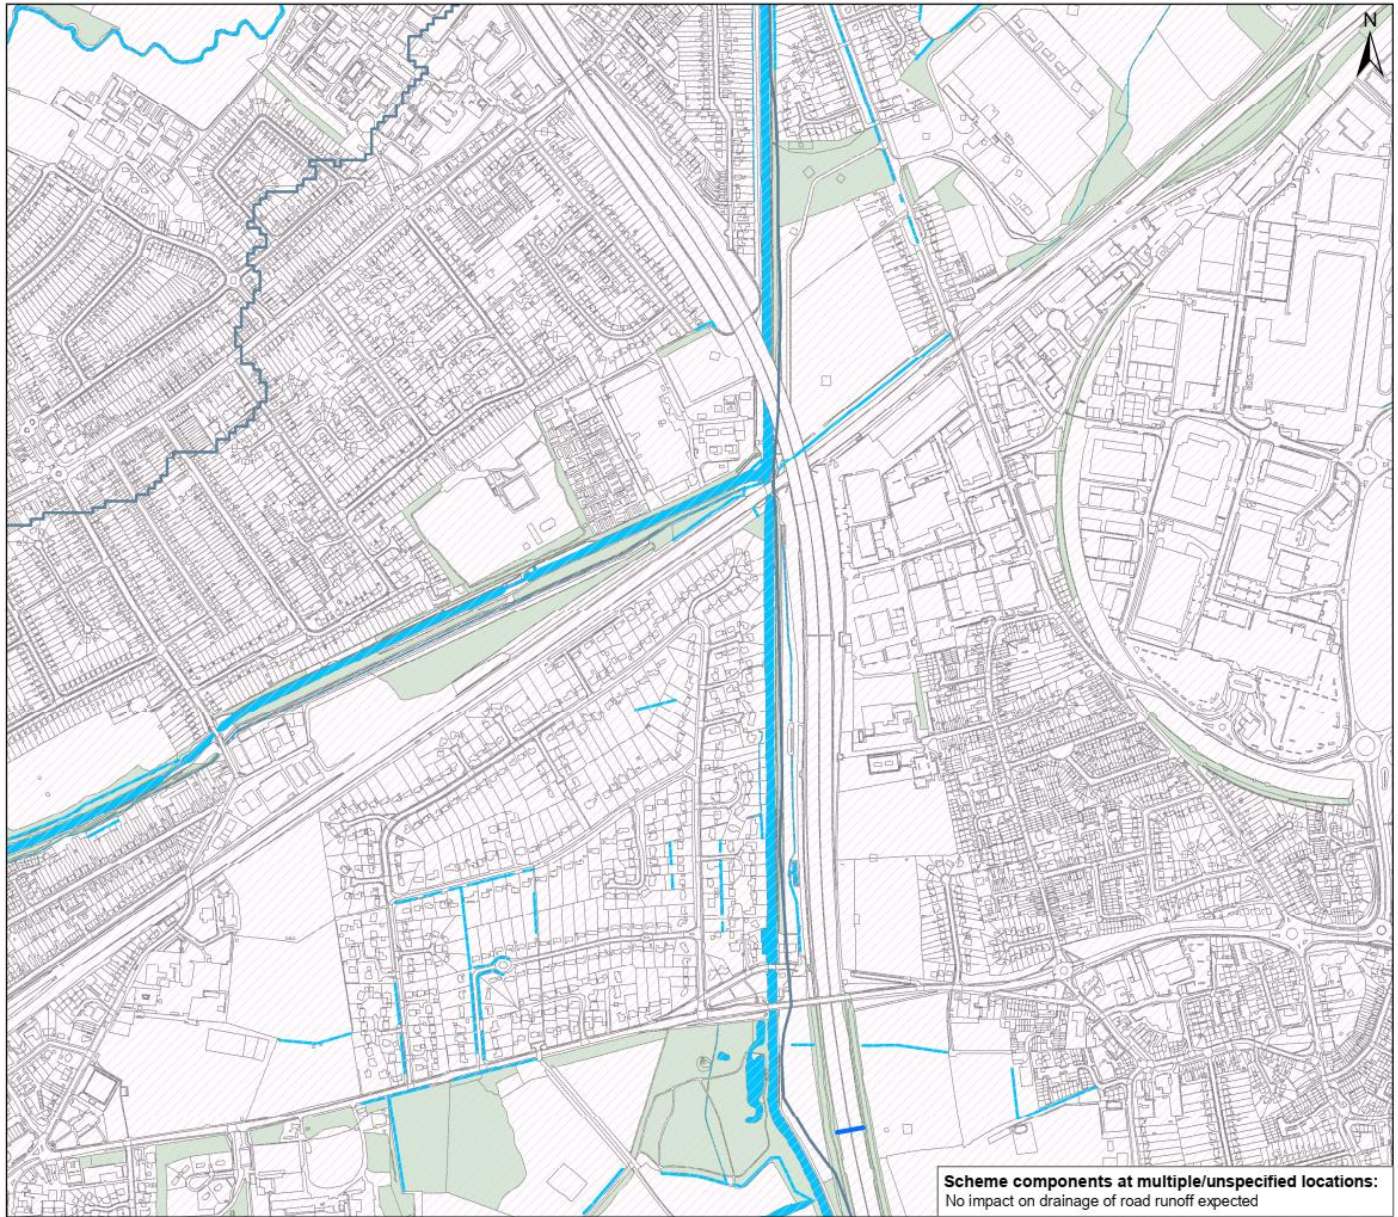 N
Scheme components at multiple/unspecified locations:
No impact on drainage of road runoff expected